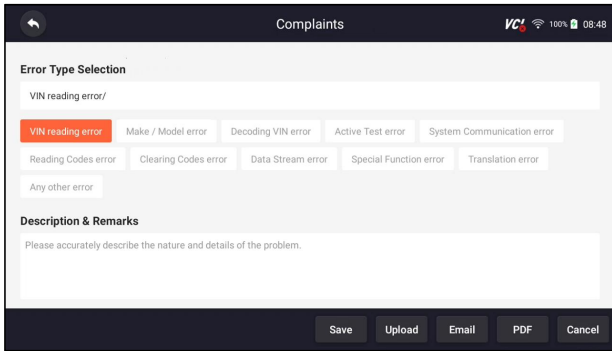 Complaints
VCI 100% 08:48
Error Type Selection
VIN reading error/
VIN reading error Make / Model error Decoding VIN error Active Test error System Communication error
Reading Codes error Clearing Codes error Data Stream error Special Function error Translation error
Any other error
Description & Remarks
Please accurately describe the nature and details of the problem.
Save Upload Email PDF Cancel